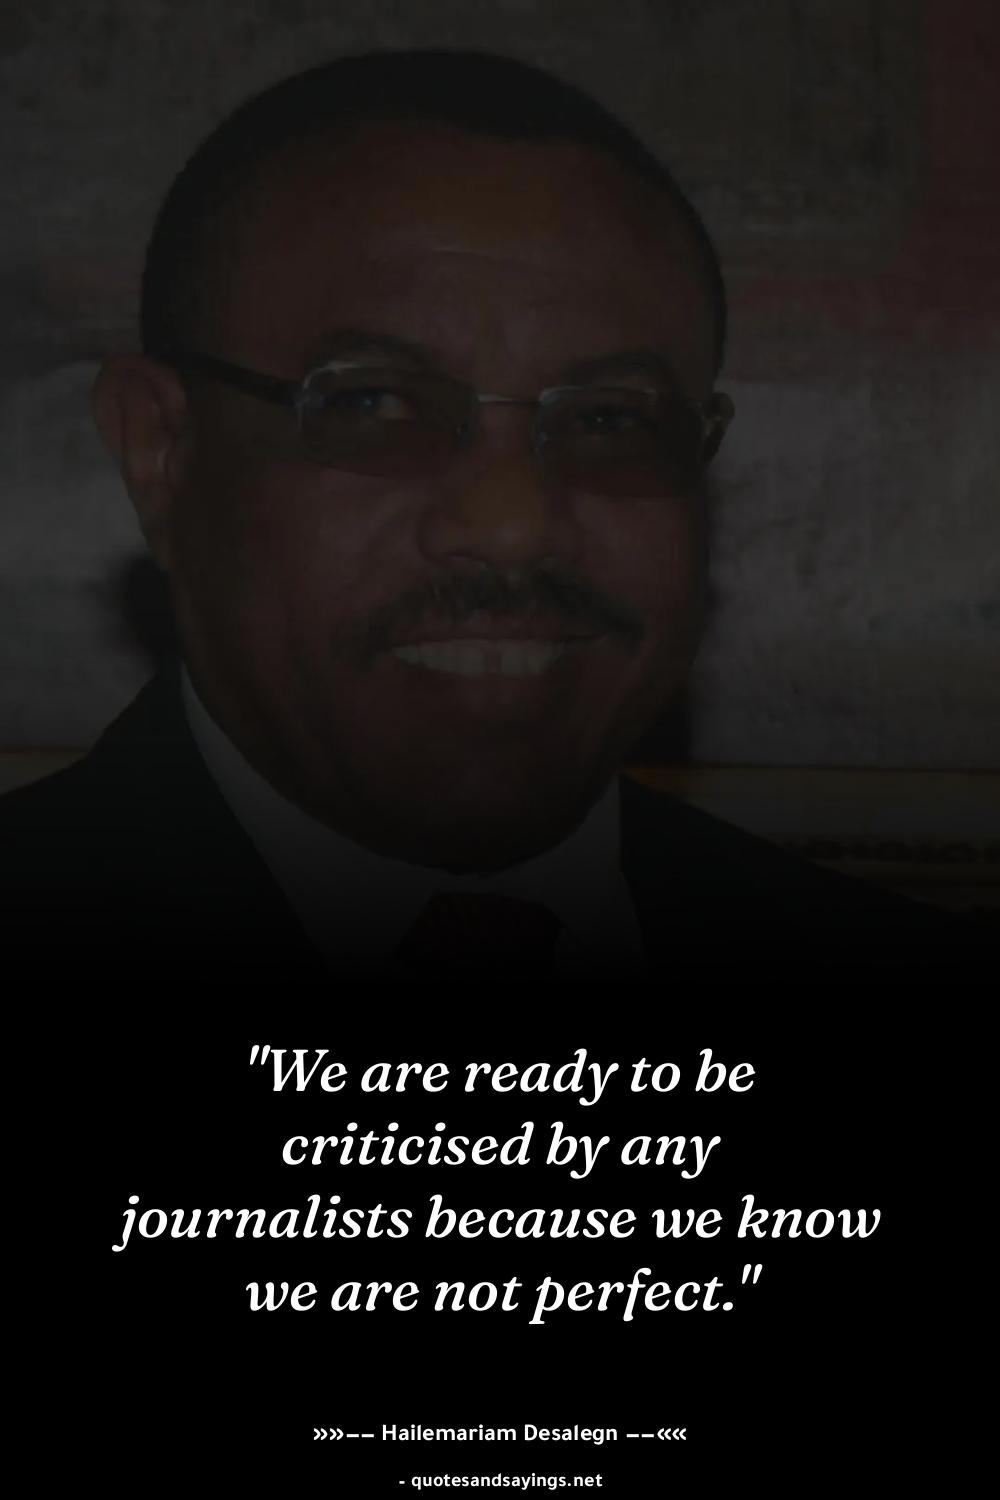 "We are ready to be
criticised by any
journalists because we know
we are not perfect."
»»−− Hailemariam Desalegn −−««
- quotesandsayings.net